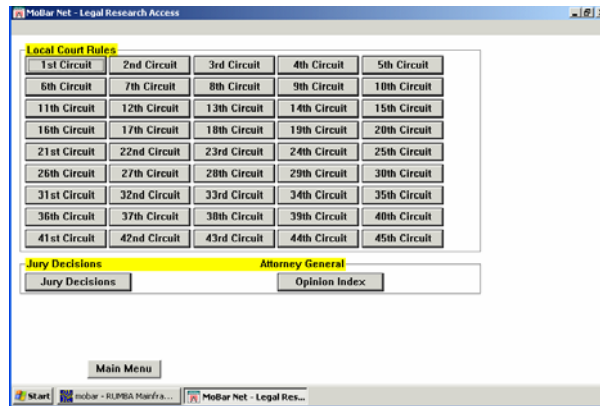 MoBar Net - Legal Research Access
Local Court Rules
1st Circuit 2nd Circuit 3rd Circuit 4th Circuit 5th Circuit
6th Circuit 7th Circuit 8th Circuit 9th Circuit 10th Circuit
11th Circuit 12th Circuit 13th Circuit 14th Circuit 15th Circuit
16th Circuit 17th Circuit 18th Circuit 19th Circuit 20th Circuit
21st Circuit 22nd Circuit 23rd Circuit 24th Circuit 25th Circuit
26th Circuit 27th Circuit 28th Circuit 29th Circuit 30th Circuit
31st Circuit 32nd Circuit 33rd Circuit 34th Circuit 35th Circuit
36th Circuit 37th Circuit 38th Circuit 39th Circuit 40th Circuit
41st Circuit 42nd Circuit 43rd Circuit 44th Circuit 45th Circuit
Jury Decisions Attorney General
Jury Decisions Opinion Index
Main Menu
Start mobar - RUMBA Mainfra... MoBar Net - Legal Res...